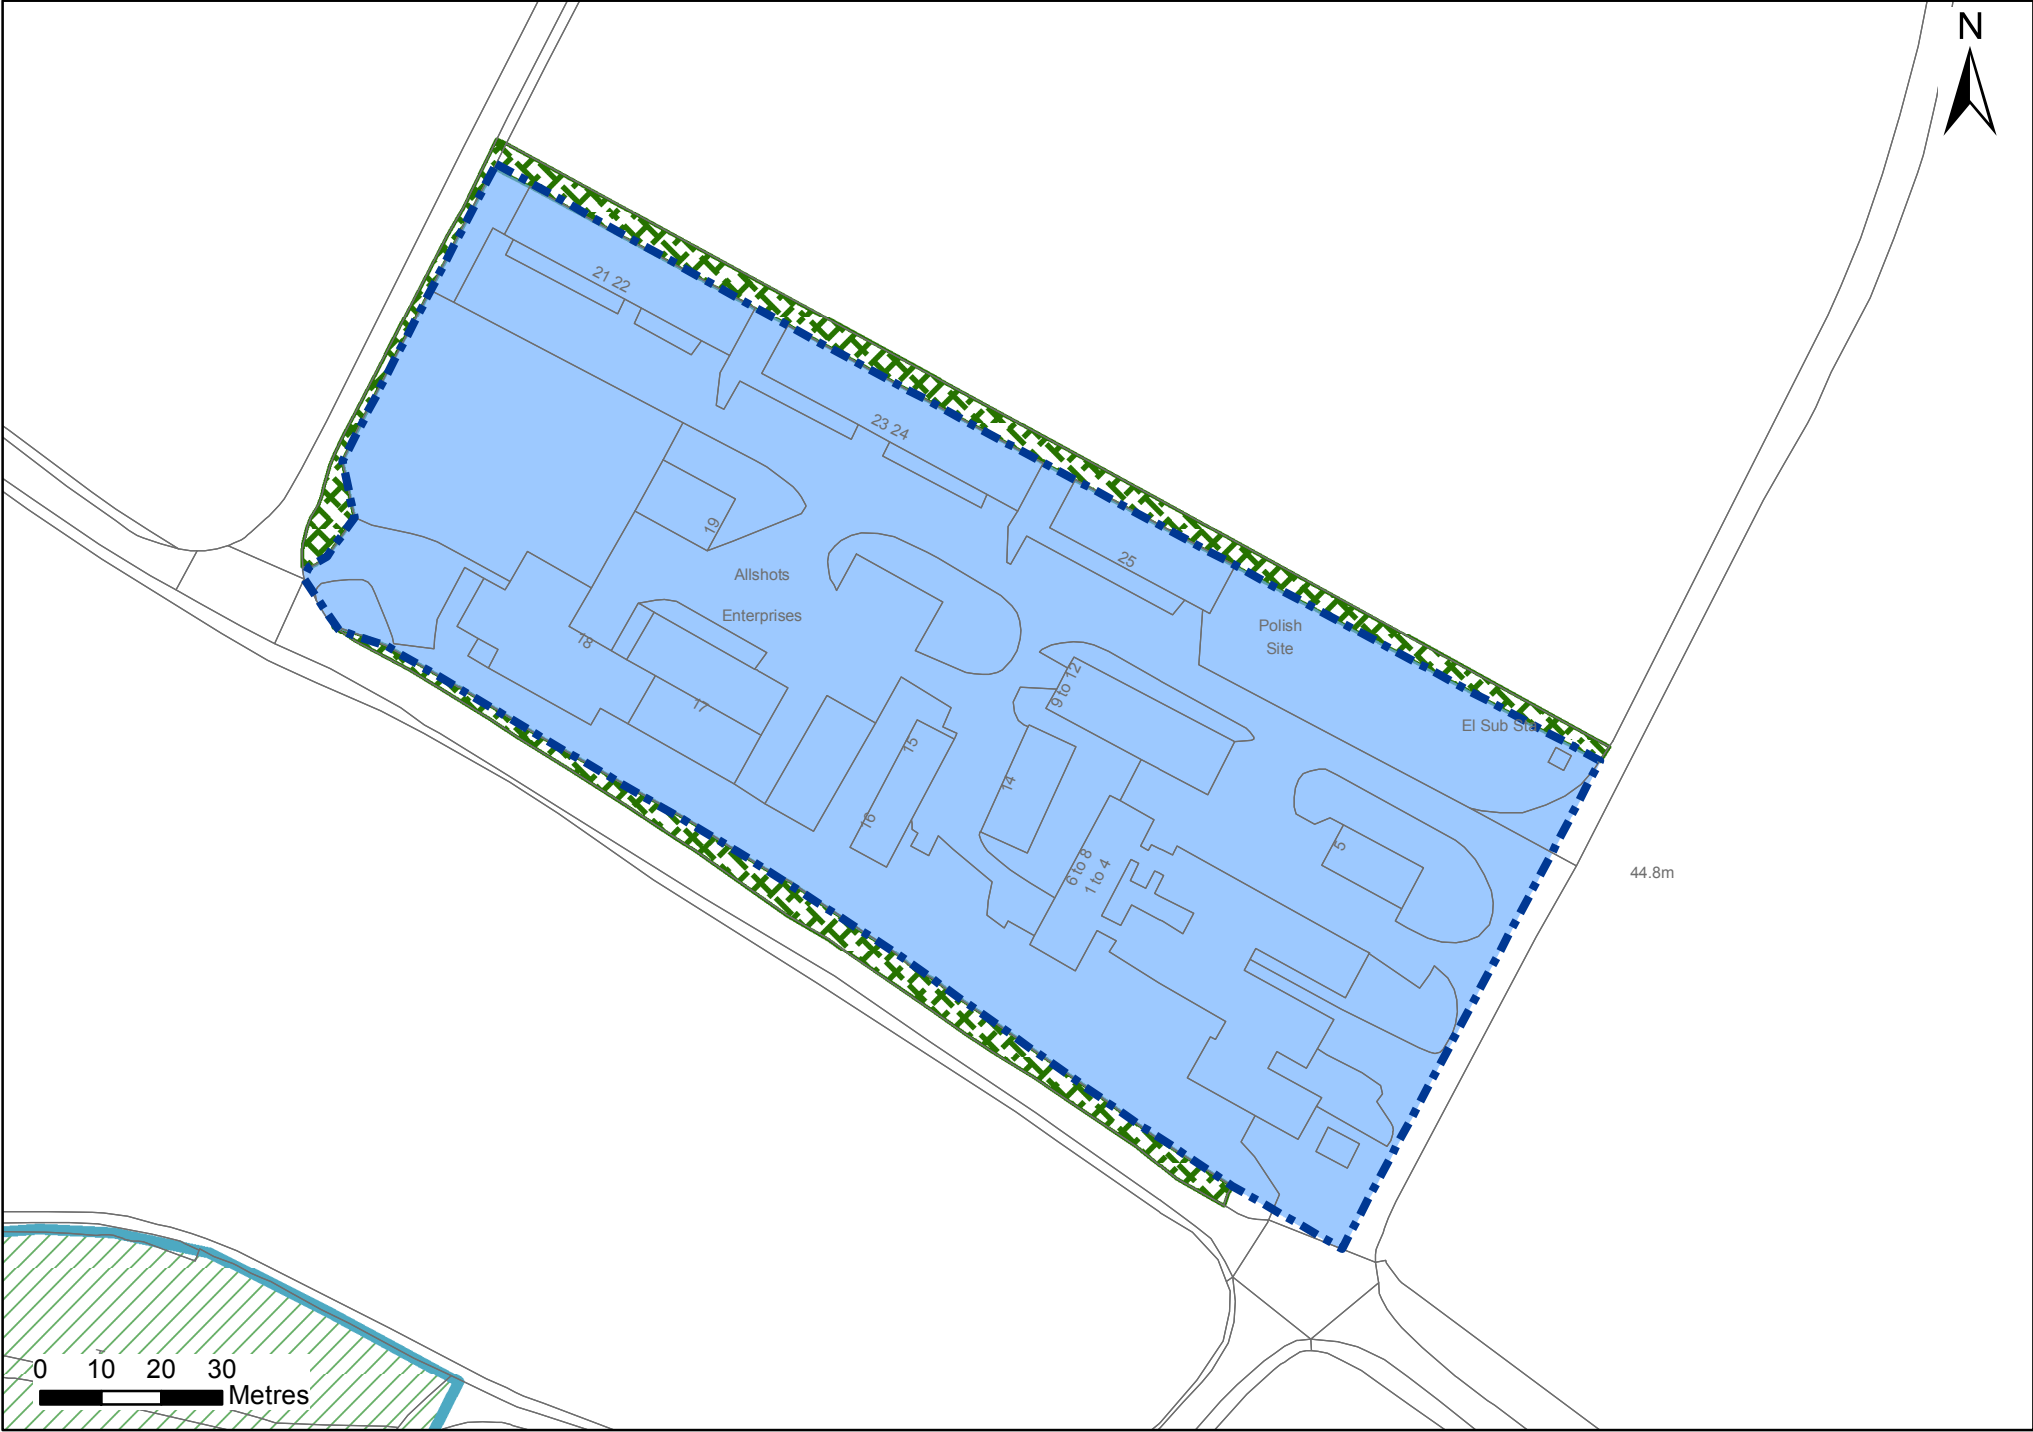 N
21 22
23 24
19
25
Allshots
Enterprises
Polish
Site
18
9 to 12
17
El Sub Sta
15
14
16
5
6 to 8
1 to 4
44.8m
0 10 20 30
Metres